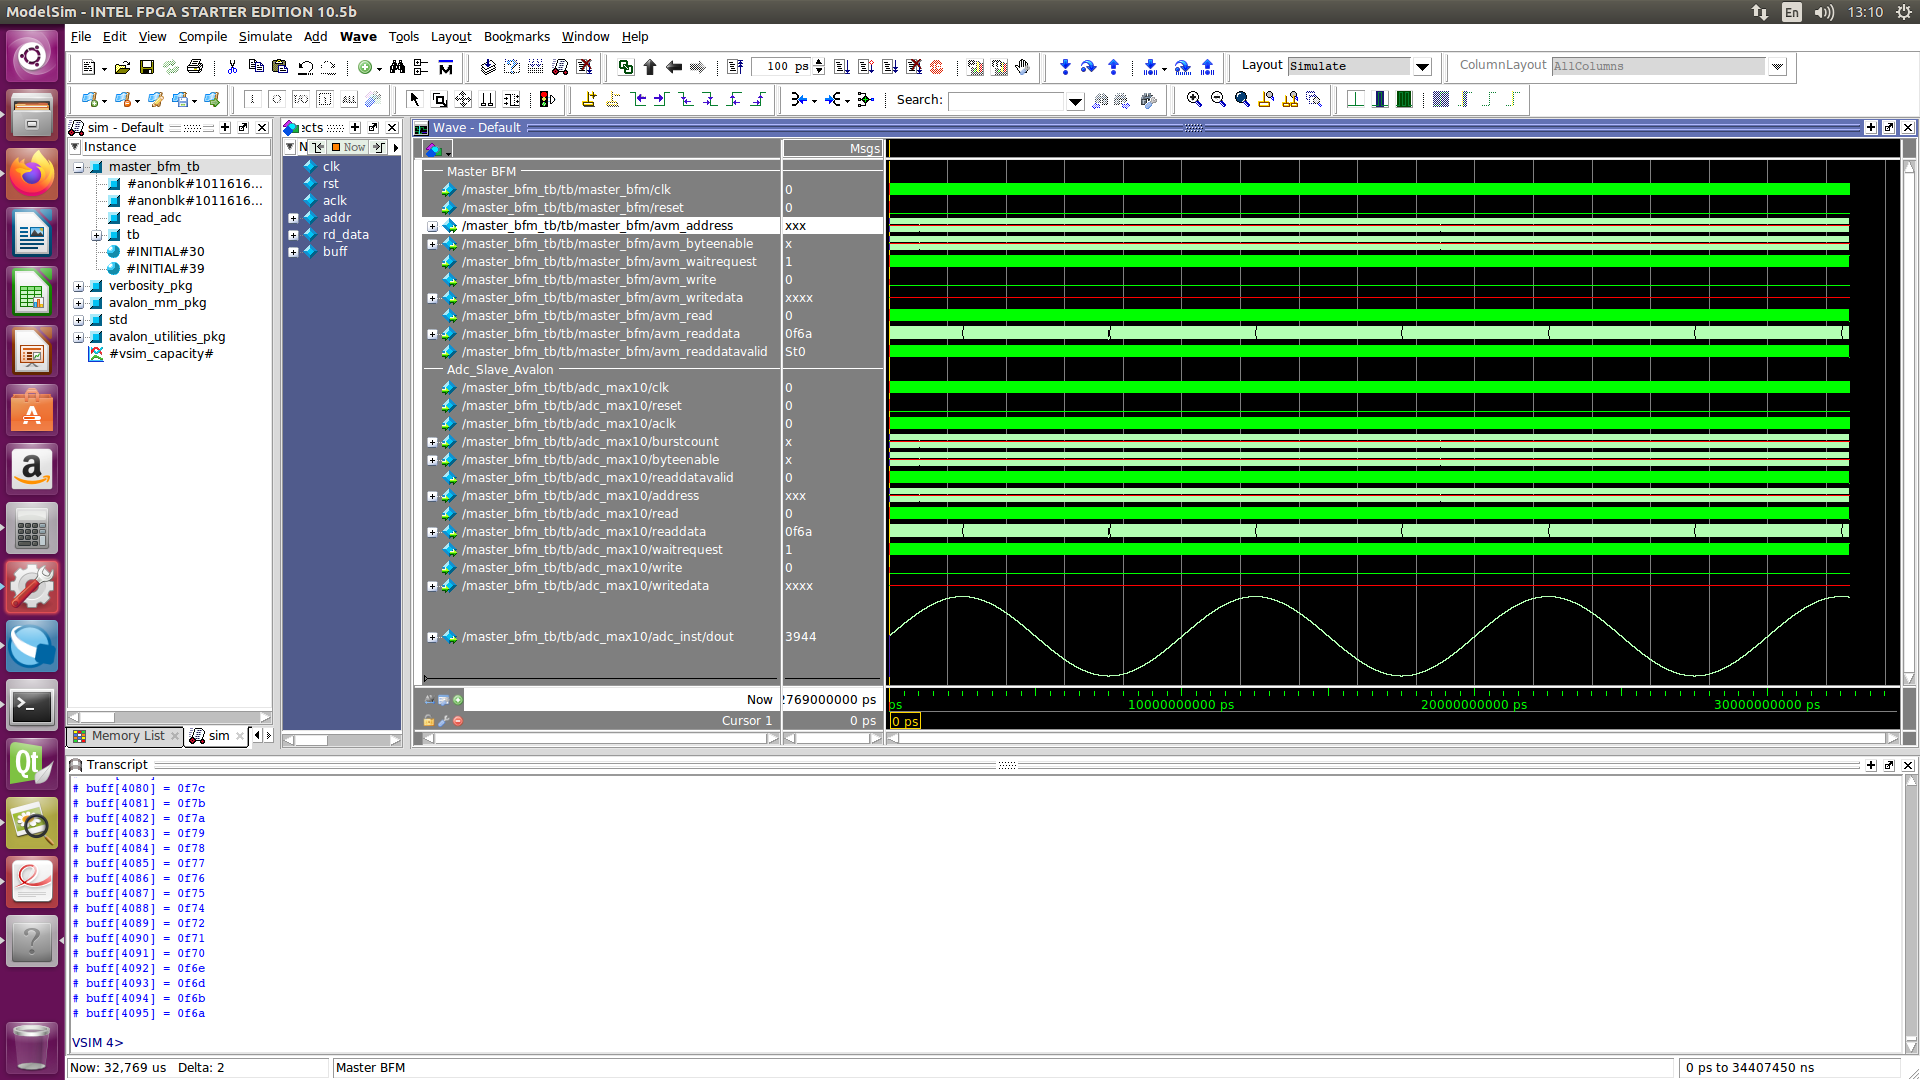 ModelSim - INTEL FPGA STARTER EDITION 10.5b
En
13:10
File Edit View Compile Simulate Add Wave Tools Layout Bookmarks Window Help
100 ps
Layout Simulate
ColumnLayout AllColumns
Search:
sim - Default
Instance
master_bfm_tb
#anonblk#1011616...
#anonblk#1011616...
read_adc
tb
#INITIAL#30
#INITIAL#39
verbosity_pkg
avalon_mm_pkg
std
avalon_utilities_pkg
#vsim_capacity#
Memory List
sim
Now
clk
rst
aclk
addr
rd_data
buff
Wave - Default
Msgs
Master BFM
/master_bfm_tb/tb/master_bfm/clk 0
/master_bfm_tb/tb/master_bfm/reset 0
/master_bfm_tb/tb/master_bfm/avm_address xxx
/master_bfm_tb/tb/master_bfm/avm_byteenable x
/master_bfm_tb/tb/master_bfm/avm_waitrequest 1
/master_bfm_tb/tb/master_bfm/avm_write 0
/master_bfm_tb/tb/master_bfm/avm_writedata xxxx
/master_bfm_tb/tb/master_bfm/avm_read 0
/master_bfm_tb/tb/master_bfm/avm_readdata 0f6a
/master_bfm_tb/tb/master_bfm/avm_readdatavalid St0
Adc_Slave_Avalon
/master_bfm_tb/tb/adc_max10/clk 0
/master_bfm_tb/tb/adc_max10/reset 0
/master_bfm_tb/tb/adc_max10/aclk 0
/master_bfm_tb/tb/adc_max10/burstcount x
/master_bfm_tb/tb/adc_max10/byteenable x
/master_bfm_tb/tb/adc_max10/readdatavalid 0
/master_bfm_tb/tb/adc_max10/address xxx
/master_bfm_tb/tb/adc_max10/read 0
/master_bfm_tb/tb/adc_max10/readdata 0f6a
/master_bfm_tb/tb/adc_max10/waitrequest 1
/master_bfm_tb/tb/adc_max10/write 0
/master_bfm_tb/tb/adc_max10/writedata xxxx
/master_bfm_tb/tb/adc_max10/adc_inst/dout 3944
Now 2769000000 ps
Cursor 1 0 ps
ps 10000000000 ps 20000000000 ps 30000000000 ps
0 ps
Transcript
# buff[4080] = 0f7c
# buff[4081] = 0f7b
# buff[4082] = 0f7a
# buff[4083] = 0f79
# buff[4084] = 0f78
# buff[4085] = 0f77
# buff[4086] = 0f76
# buff[4087] = 0f75
# buff[4088] = 0f74
# buff[4089] = 0f72
# buff[4090] = 0f71
# buff[4091] = 0f70
# buff[4092] = 0f6e
# buff[4093] = 0f6d
# buff[4094] = 0f6b
# buff[4095] = 0f6a
VSIM 4>
Now: 32,769 us Delta: 2
Master BFM
0 ps to 34407450 ns